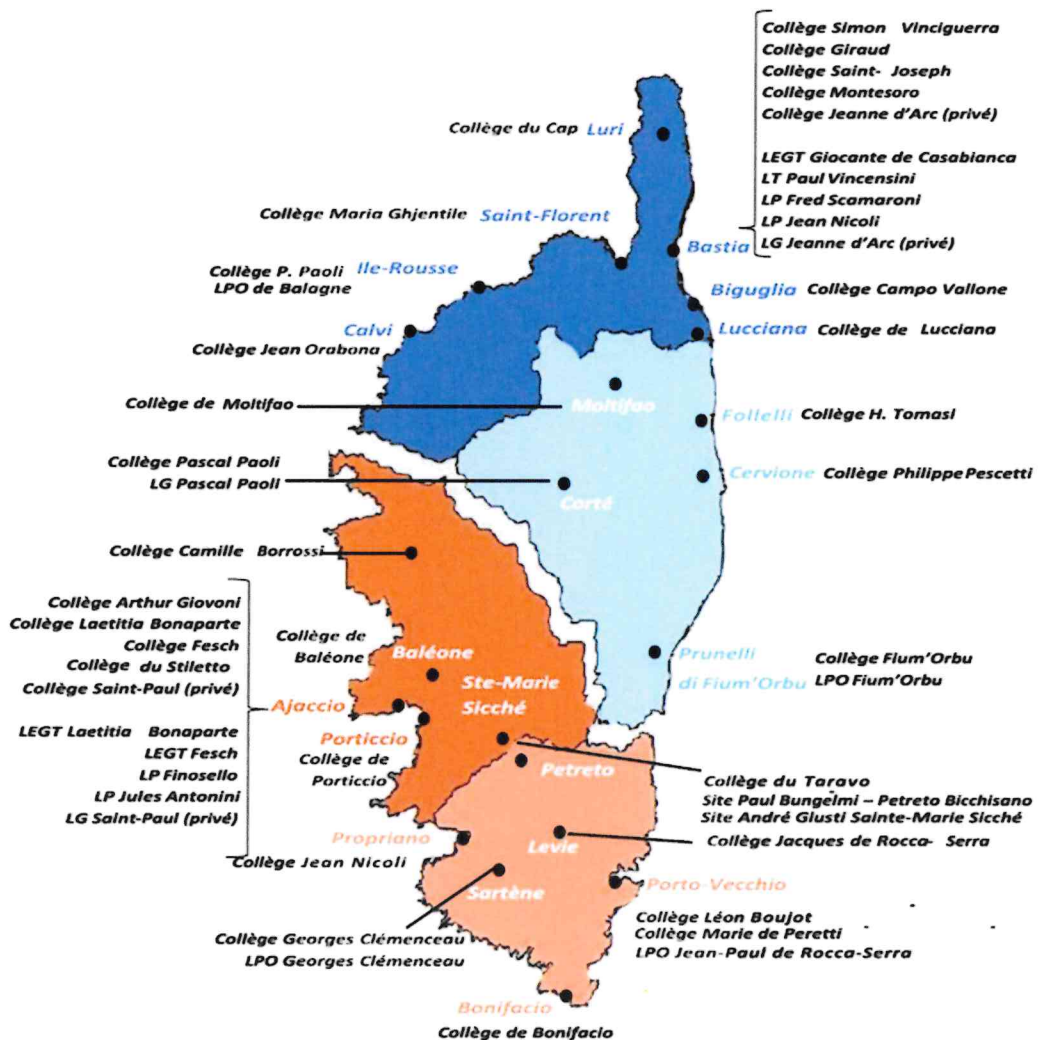 Collège Simon Vinciguerra
Collège Giraud
Collège Saint- Joseph
Collège Montesoro
Collège Jeanne d'Arc (privé)
LEGT Giocante de Casabianca
LT Paul Vincensini
LP Fred Scamaroni
LP Jean Nicoli
LG Jeanne d'Arc (privé)
Collège du Cap Luri
Collège Maria Ghjentile Saint-Florent
Bastia
Collège P. Paoli Ile-Rousse
LPO de Balagne
Biguglia Collège Campo Vallone
Calvi
Lucciana Collège de Lucciana
Collège Jean Orabona
Collège de Moltifao
Moltifao
Follelli Collège H. Tomasi
Collège Pascal Paoli
LG Pascal Paoli
Corté
Cervione Collège Philippe Pescetti
Collège Camille Borrossi
Collège Arthur Giovoni
Collège Laetitia Bonaparte
Collège Fesch
Collège du Stiletto
Collège Saint-Paul (privé)
LEGT Laetitia Bonaparte
LEGT Fesch
LP Finosello
LP Jules Antonini
LG Saint-Paul (privé)
Ajaccio
Collège de
Baléone
Baléone
Ste-Marie
Sicché
Prunelli
di Fium'Orbu
Collège Fium'Orbu
LPO Fium'Orbu
Porticcio
Collège de
Porticcio
Petreto
Collège du Taravo
Site Paul Bungelmi – Petreto Bicchisano
Site André Giusti Sainte-Marie Sicché
Collège Jacques de Rocca- Serra
Propriano
Collège Jean Nicoli
Levie
Sartène
Porto-Vecchio
Collège Léon Boujot
Collège Marie de Peretti
LPO Jean-Paul de Rocca-Serra
Collège Georges Clémenceau
LPO Georges Clémenceau
Bonifacio
Collège de Bonifacio